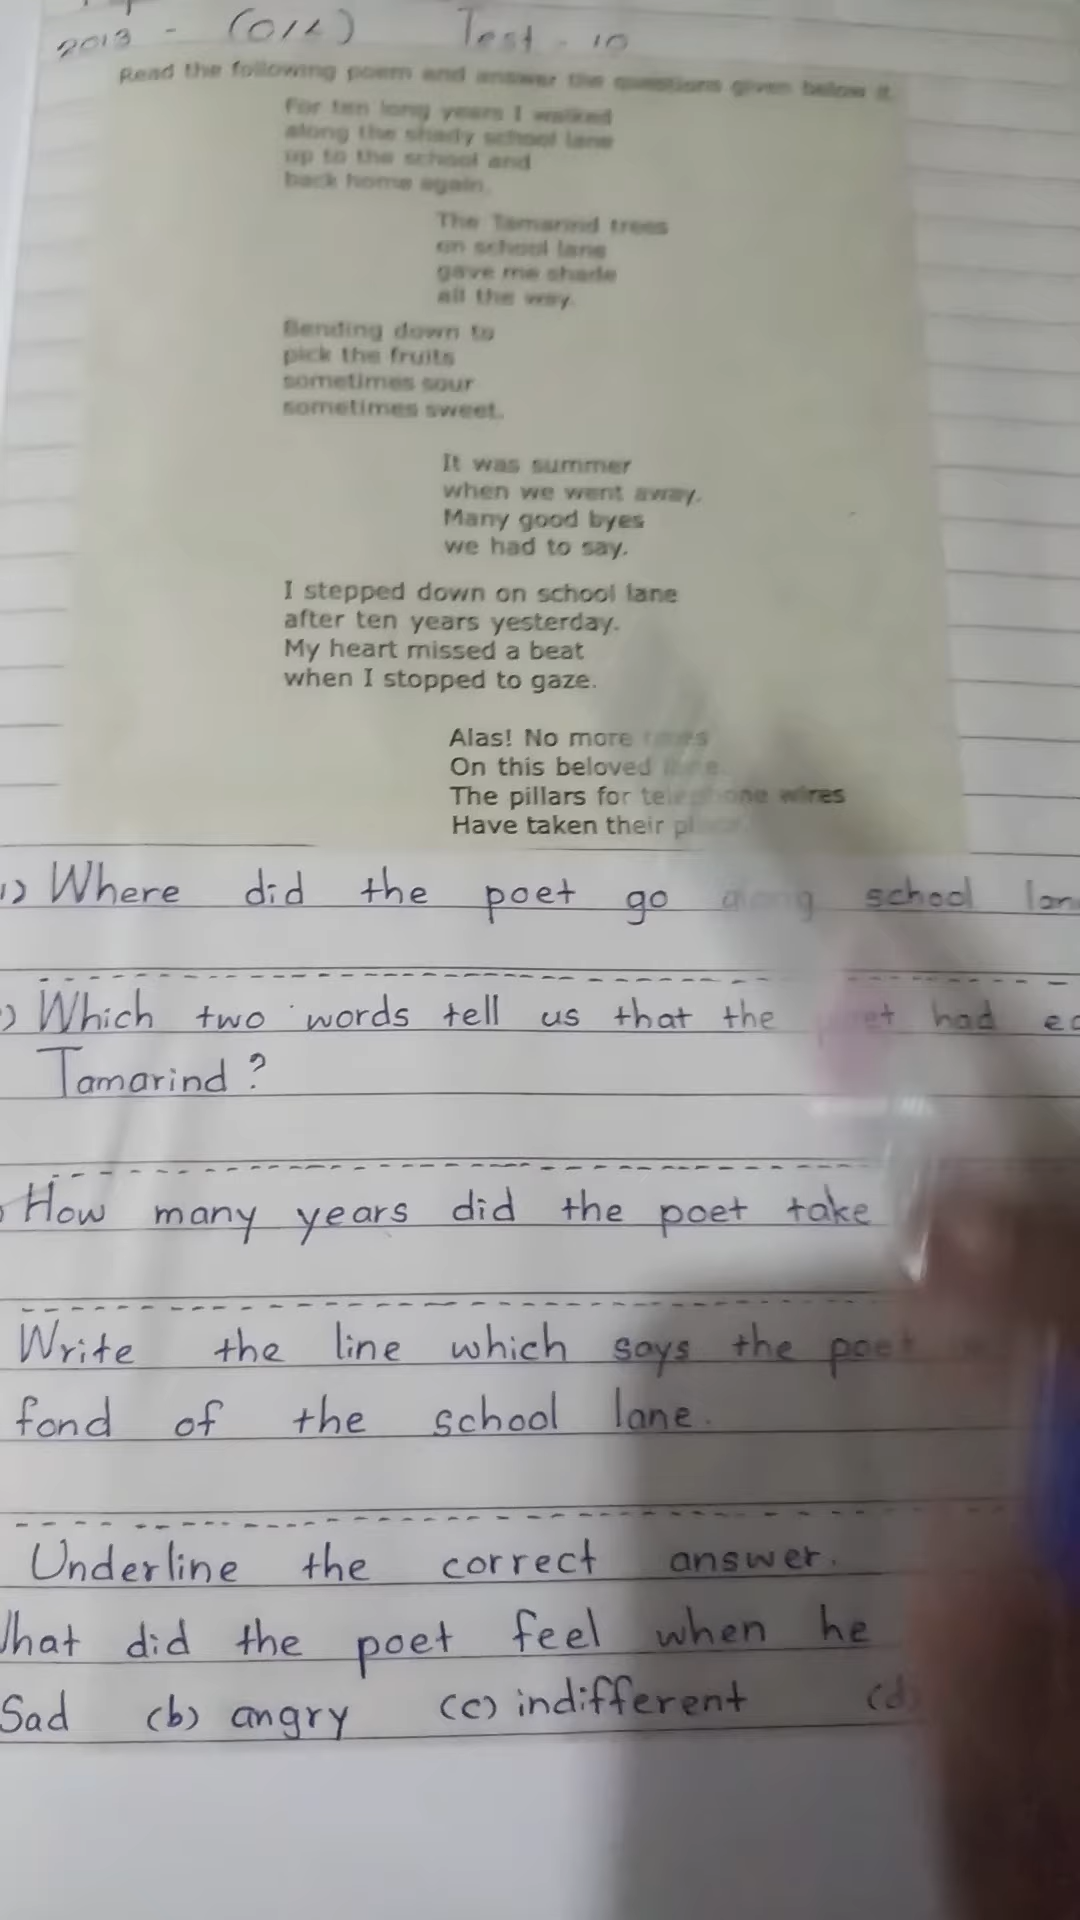 2013 - (O/L) Test - 10
Read the following poem and answer the questions given below it.
For ten long years I walked
along the shady school lane
up to the school and
back home again.
The Tamarind trees
on school lane
gave me shade
all the way.
Bending down to
pick the fruits
sometimes sour
sometimes sweet.
It was summer
when we went away.
Many good byes
we had to say.
I stepped down on school lane
after ten years yesterday.
My heart missed a beat
when I stopped to gaze.
Alas! No more
On this beloved
The pillars for telephone wires
Have taken their
1) Where did the poet go along school lan
) Which two words tell us that the had
Tamarind ?
How many years did the poet take
Write the line which says the poet
fond of the school lane.
Underline the correct answer.
hat did the poet feel when he
Sad (b) angry (c) indifferent (d)